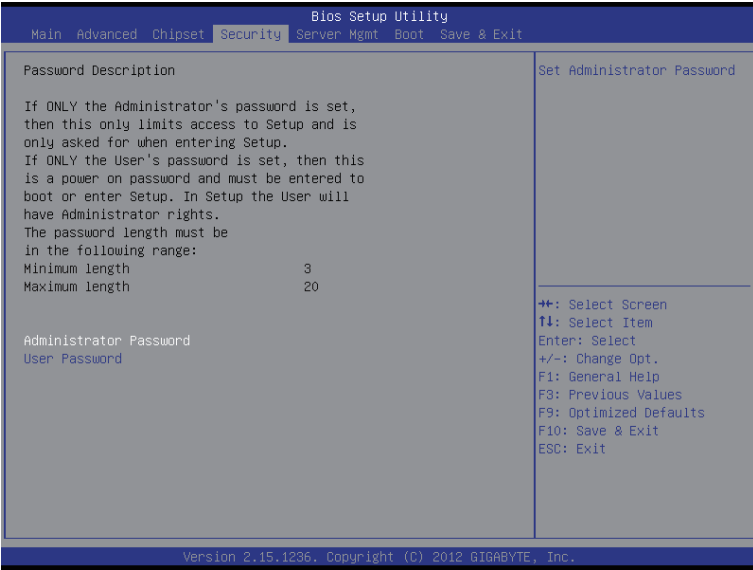 Bios Setup Utility
Main Advanced Chipset Security Server Mgmt Boot Save & Exit
Password Description
If ONLY the Administrator's password is set,
then this only limits access to Setup and is
only asked for when entering Setup.
If ONLY the User's password is set, then this
is a power on password and must be entered to
boot or enter Setup. In Setup the User will
have Administrator rights.
The password length must be
in the following range:
Minimum length 3
Maximum length 20
Administrator Password
User Password
Set Administrator Password
→←: Select Screen
↑↓: Select Item
Enter: Select
+/-: Change Opt.
F1: General Help
F3: Previous Values
F9: Optimized Defaults
F10: Save & Exit
ESC: Exit
Version 2.15.1236. Copyright (C) 2012 GIGABYTE, Inc.